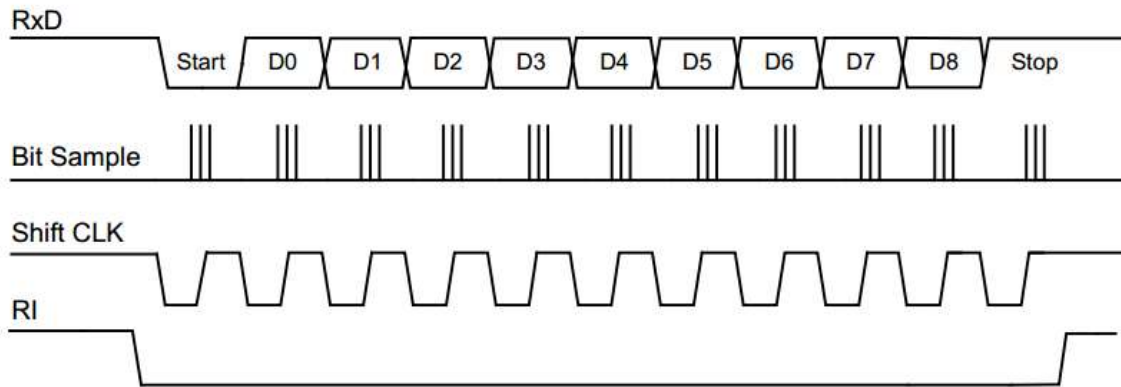 RxD
Start D0 D1 D2 D3 D4 D5 D6 D7 D8 Stop
Bit Sample
Shift CLK
RI